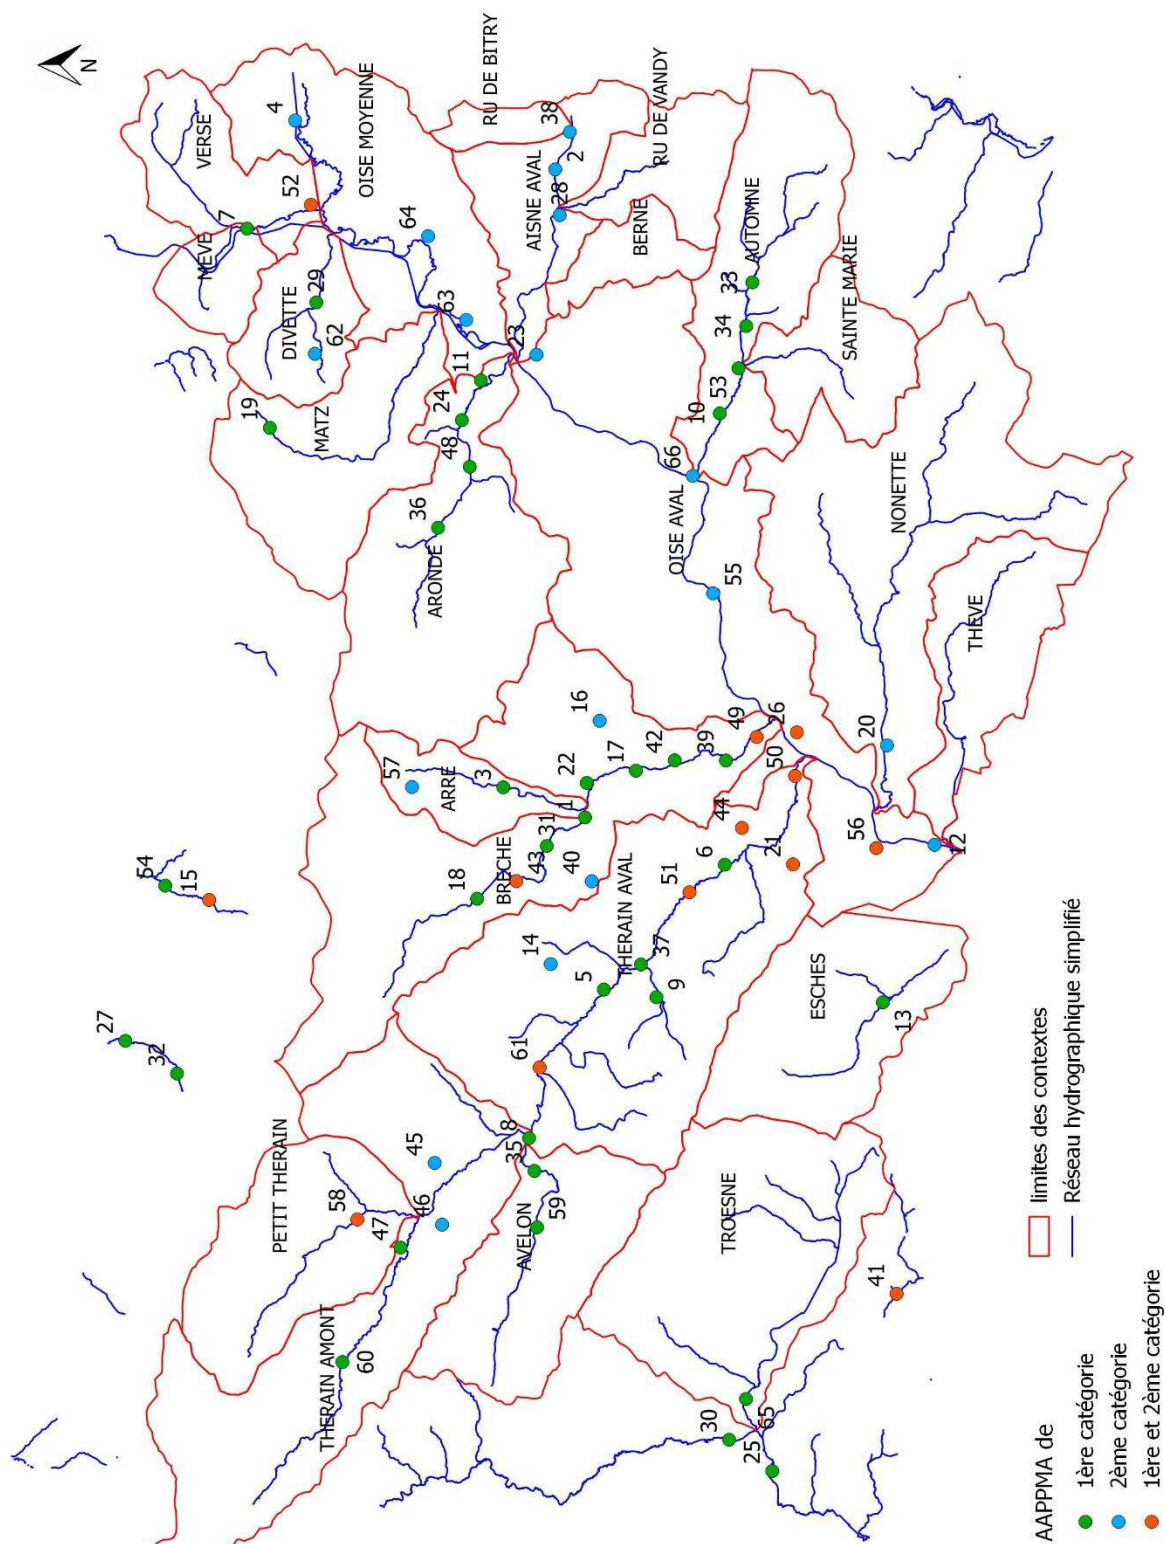 N
VERSE
4
OISE MOYENNE
RU DE BITRY
38
RU DE VANDY
7
52
MEVE
64
AISNE AVAL
2
28
BERNE
AUTOMNE
29
DIVETTE
62
63
23
33
34
SAINTE MARIE
19
MATZ
11
24
48
53
10
66
36
ARONDE
OISE AVAL
55
NONETTE
THEVE
16
57
ARRE
3
22
17
42
39
49
26
20
1
31
50
44
54
15
18
BRECHE
43
40
6
21
56
12
51
THERAIN AVAL
14
37
5
9
ESCHES
13
27
32
61
PETIT THERAIN
45
8
35
58
46
47
59
AVELON
TROESNE
THERAIN AMONT
60
41
30
65
25
AAPPMA de
1ère catégorie
2ème catégorie
1ère et 2ème catégorie
limites des contextes
Réseau hydrographique simplifié